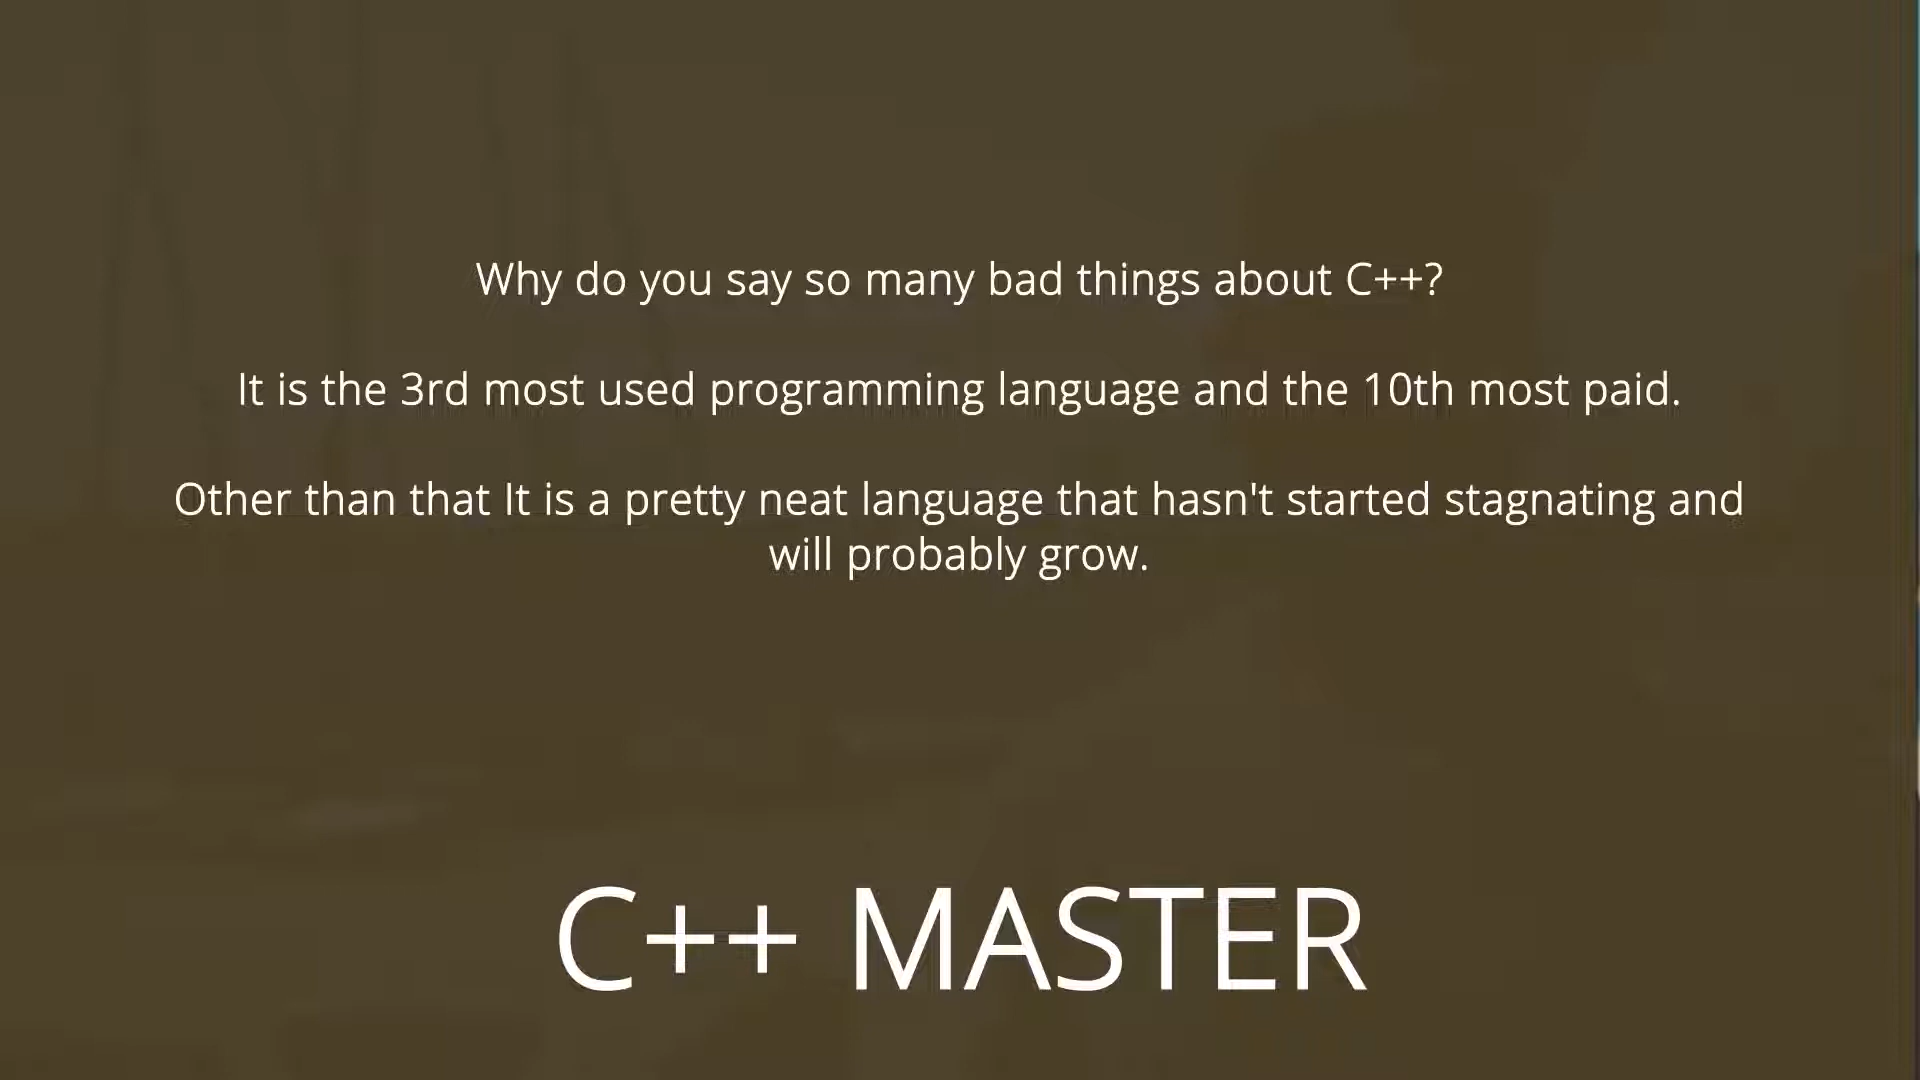 Why do you say so many bad things about C++?
It is the 3rd most used programming language and the 10th most paid.
Other than that It is a pretty neat language that hasn't started stagnating and
will probably grow.
C++ MASTER